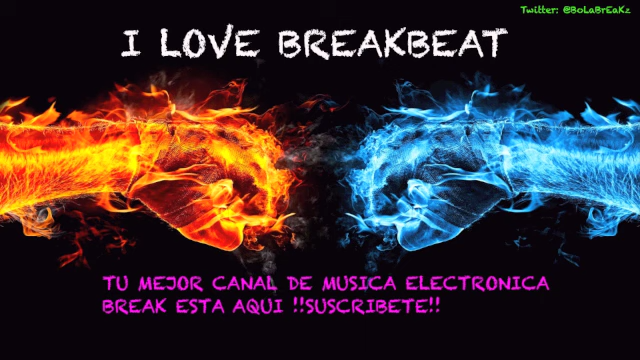 Twitter: @BoLaBrEaKz
I LOVE BREAKBEAT
TU MEJOR CANAL DE MUSICA ELECTRONICA
BREAK ESTA AQUI !!SUSCRIBETE!!